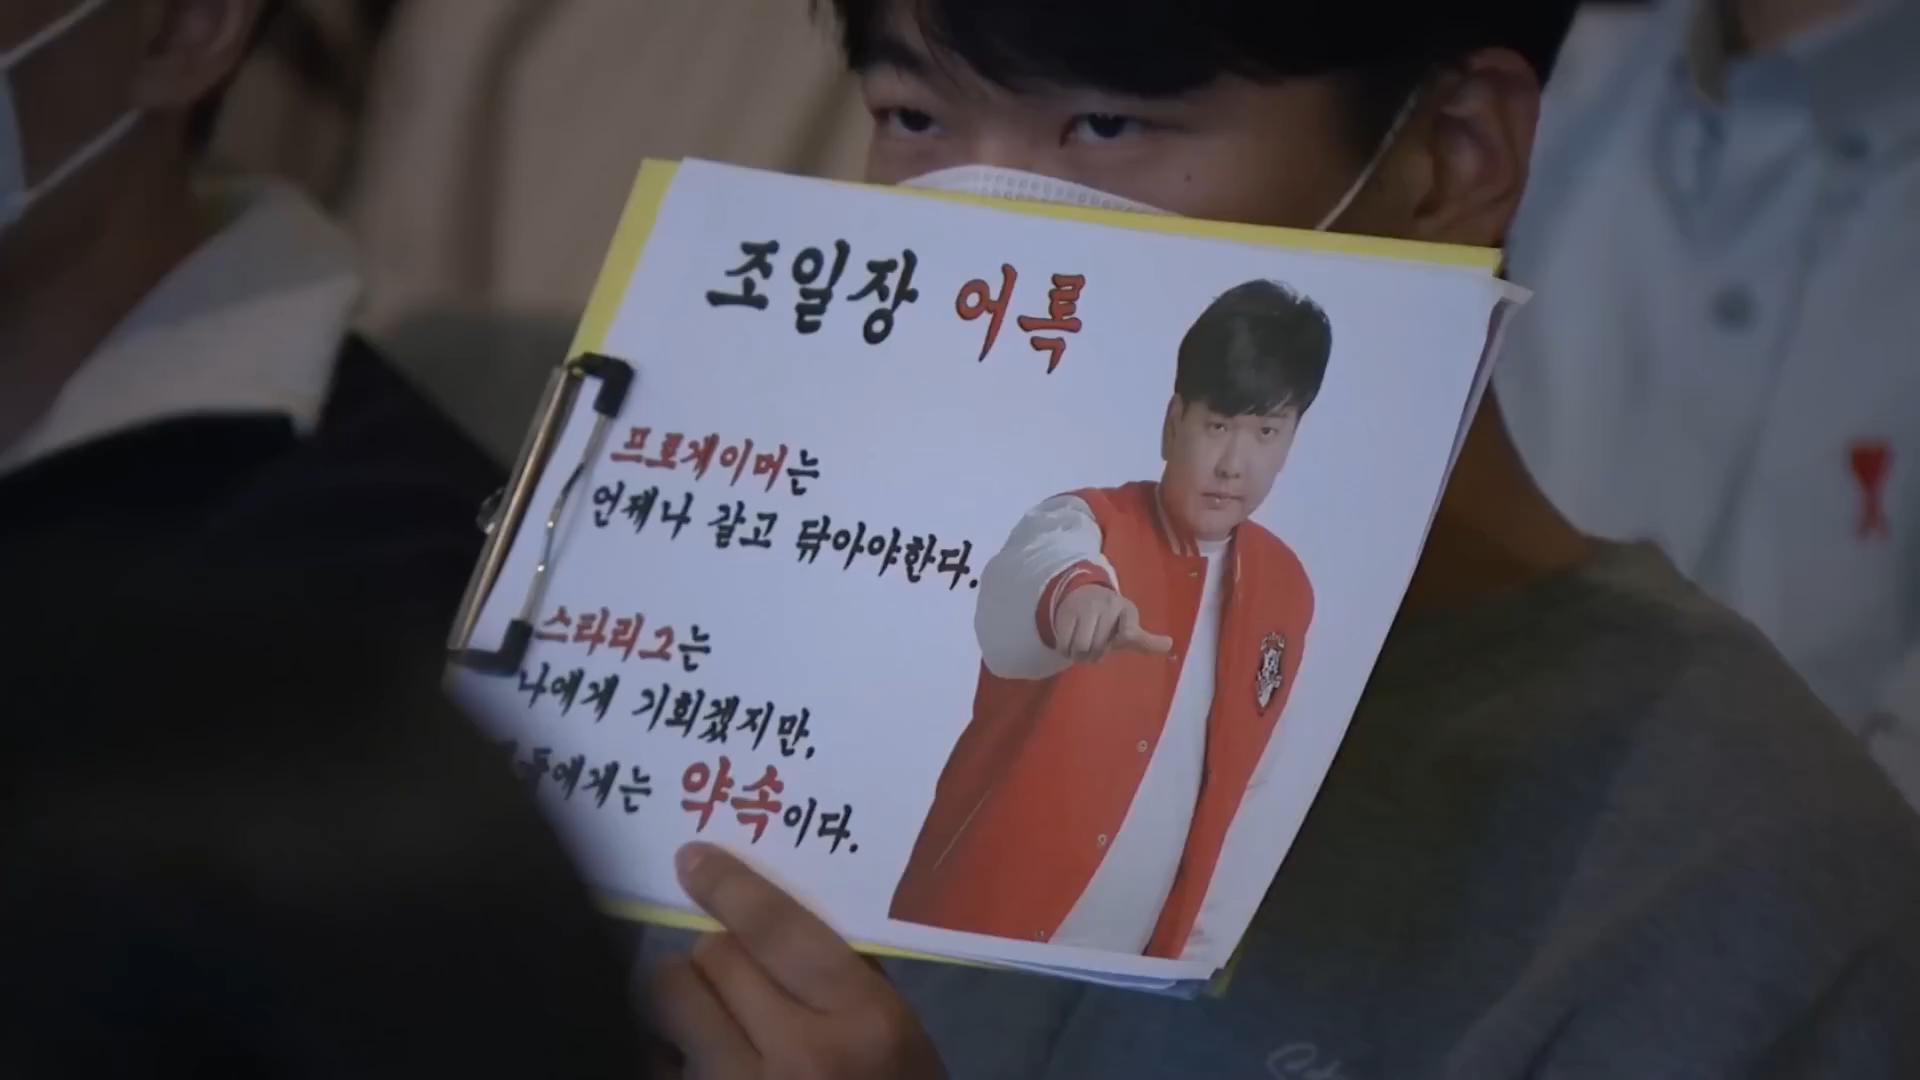 조일장 어록
프로게이머는
언제나 갈고 닦아야한다.
스타리그는
나에게 기회겠지만,
에게는 약속이다.